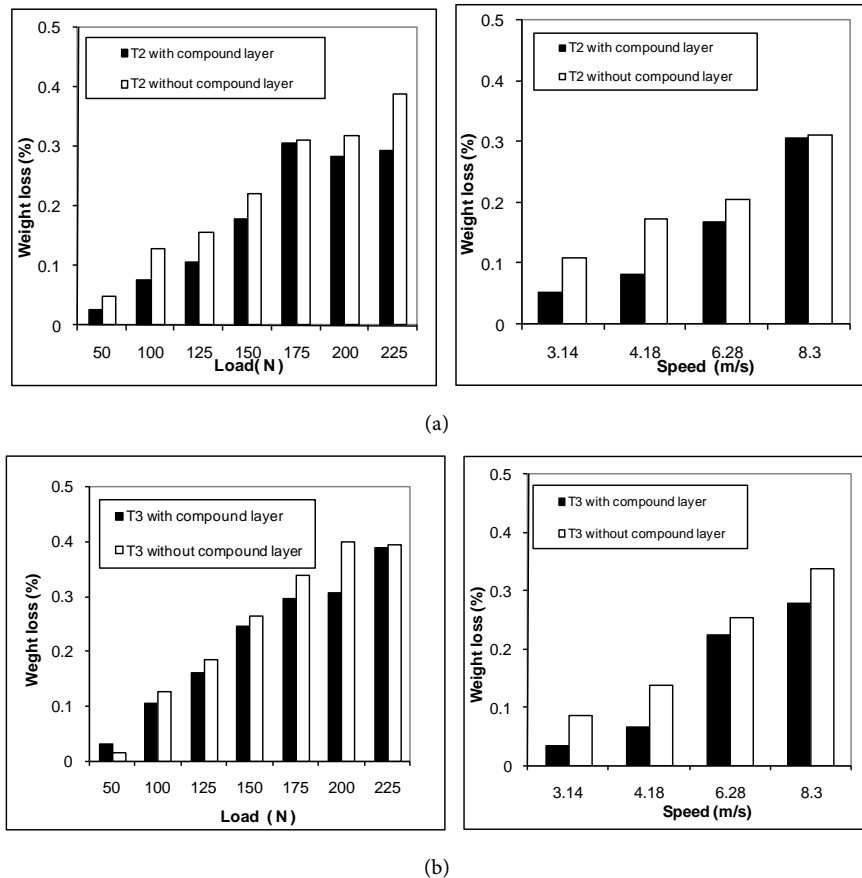 T2 with compound layer
T2 without compound layer
Weight loss (%)
0.5
0.4
0.3
0.2
0.1
0
50 100 125 150 175 200 225
Load( N )
T2 with compound layer
T2 without compound layer
Weight loss (%)
0.5
0.4
0.3
0.2
0.1
0
3.14 4.18 6.28 8.3
Speed (m/s)
(a)
T3 with compound layer
T3 without compound layer
Weght loss (%)
0.5
0.4
0.3
0.2
0.1
0
50 100 125 150 175 200 225
Load ( N )
T3 with compound layer
T3 without compound layer
Weight loss (%)
0.5
0.4
0.3
0.2
0.1
0
3.14 4.18 6.28 8.3
Speed (m/s)
(b)